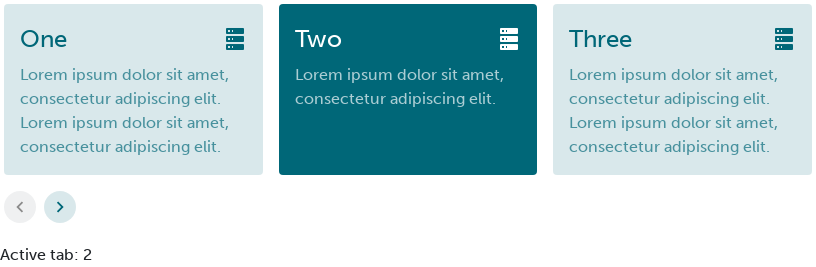 One
Lorem ipsum dolor sit amet,
consectetur adipiscing elit.
Lorem ipsum dolor sit amet,
consectetur adipiscing elit.
Two
Lorem ipsum dolor sit amet,
consectetur adipiscing elit.
Three
Lorem ipsum dolor sit amet,
consectetur adipiscing elit.
Lorem ipsum dolor sit amet,
consectetur adipiscing elit.
Active tab: 2